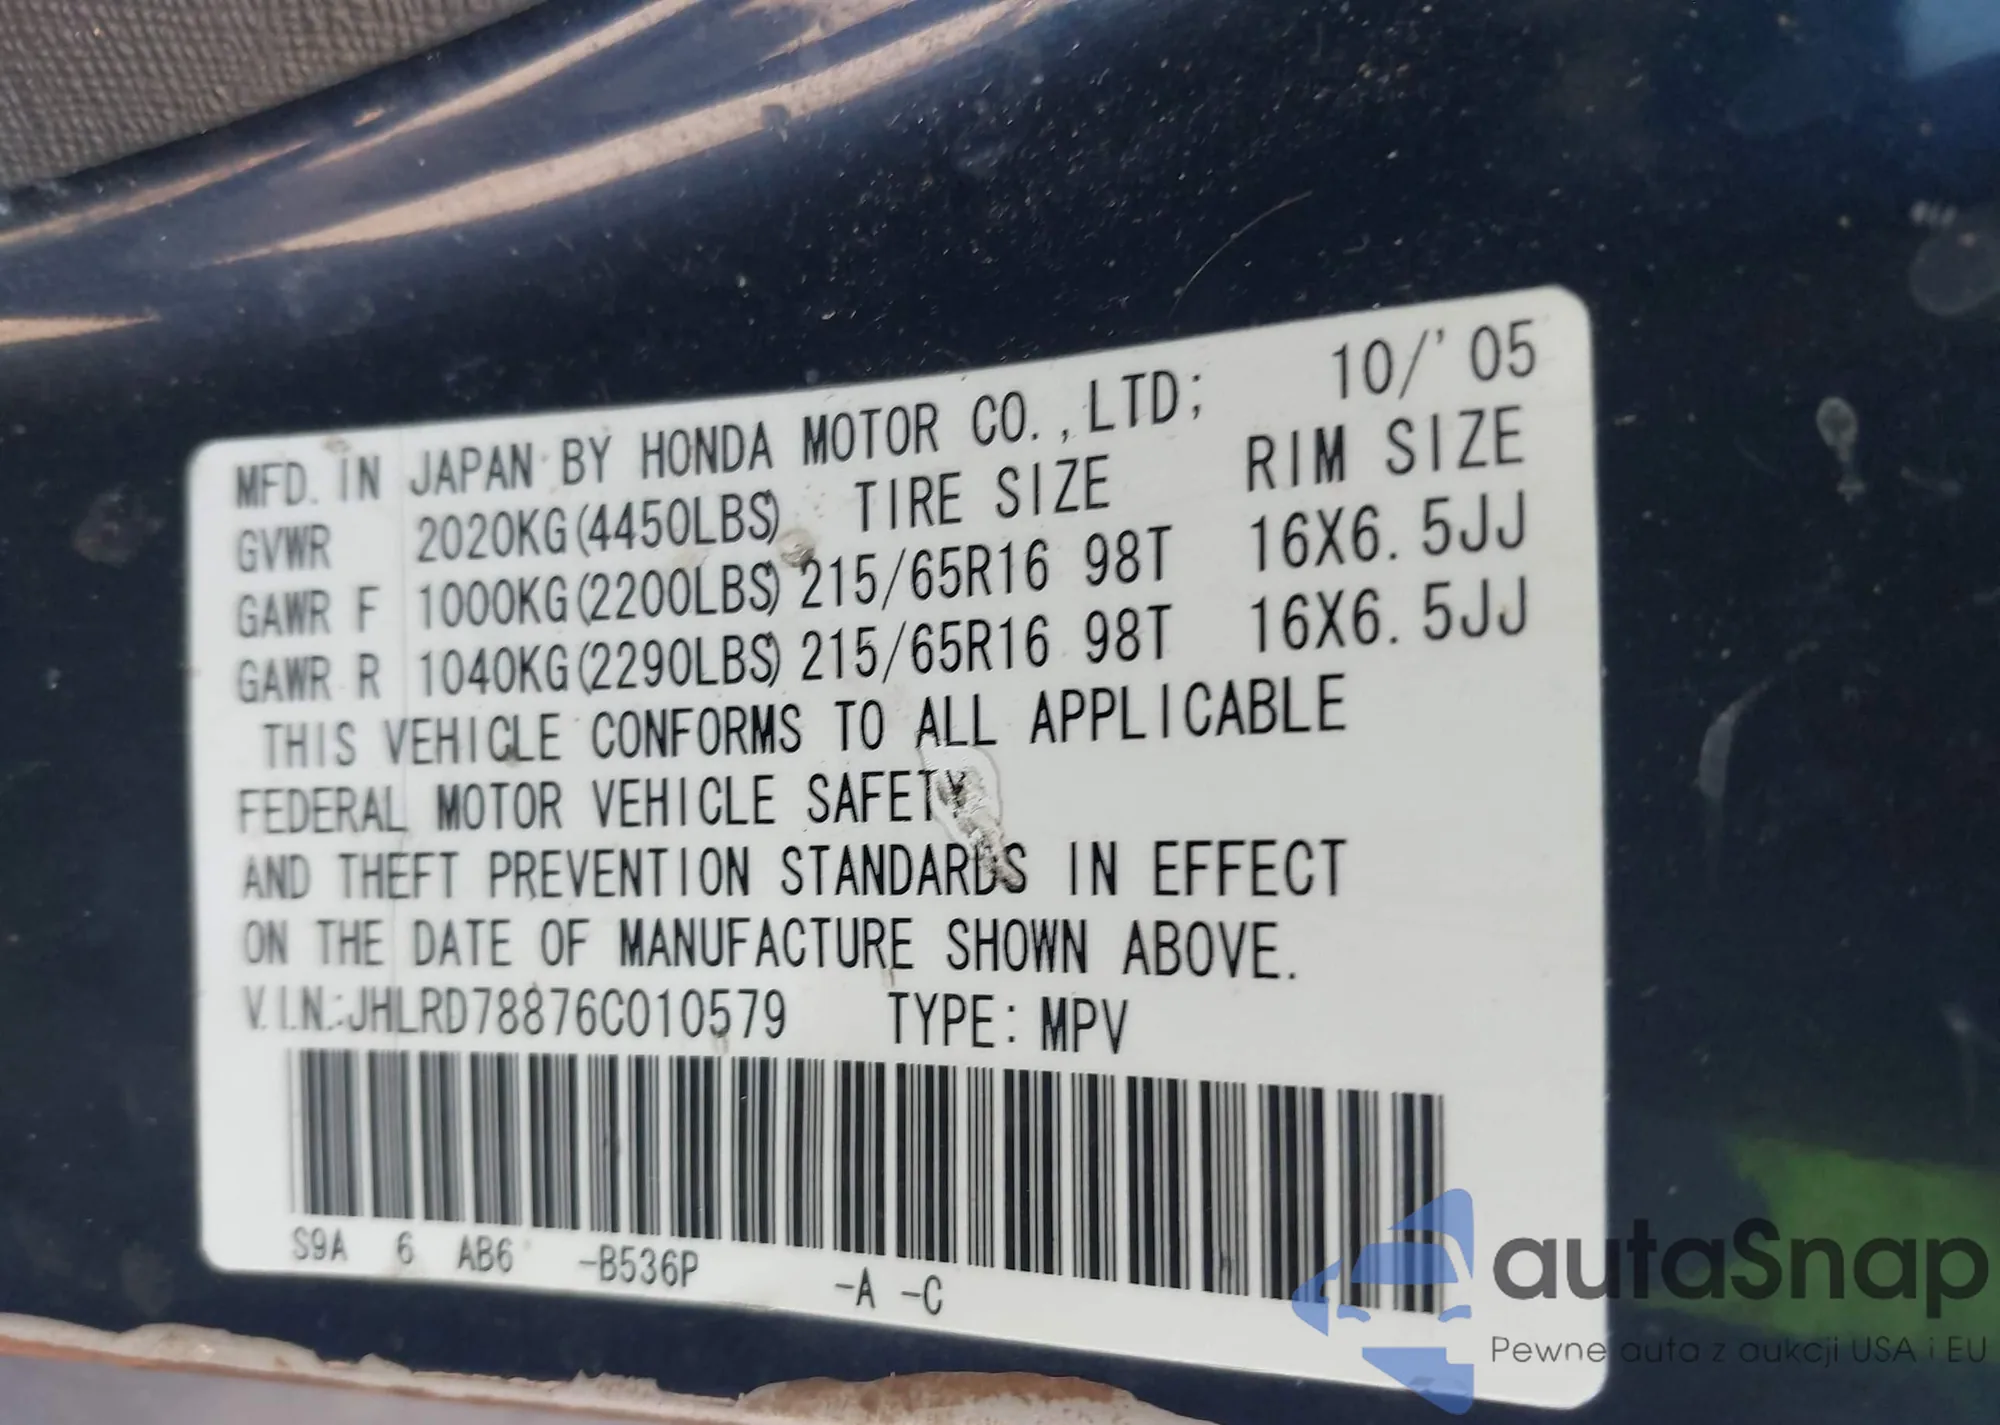 MFD. IN JAPAN BY HONDA MOTOR CO.,LTD; 10/'05
GVWR 2020KG(4450LBS) TIRE SIZE RIM SIZE
GAWR F 1000KG(2200LBS) 215/65R16 98T 16X6.5JJ
GAWR R 1040KG(2290LBS) 215/65R16 98T 16X6.5JJ
THIS VEHICLE CONFORMS TO ALL APPLICABLE
FEDERAL MOTOR VEHICLE SAFETY
AND THEFT PREVENTION STANDARDS IN EFFECT
ON THE DATE OF MANUFACTURE SHOWN ABOVE.
V.I.N.:JHLRD78876C010579 TYPE: MPV
S9A 6 AB6 -B536P -A -C
autaSnap
Pewne auta z aukcji USA i EU